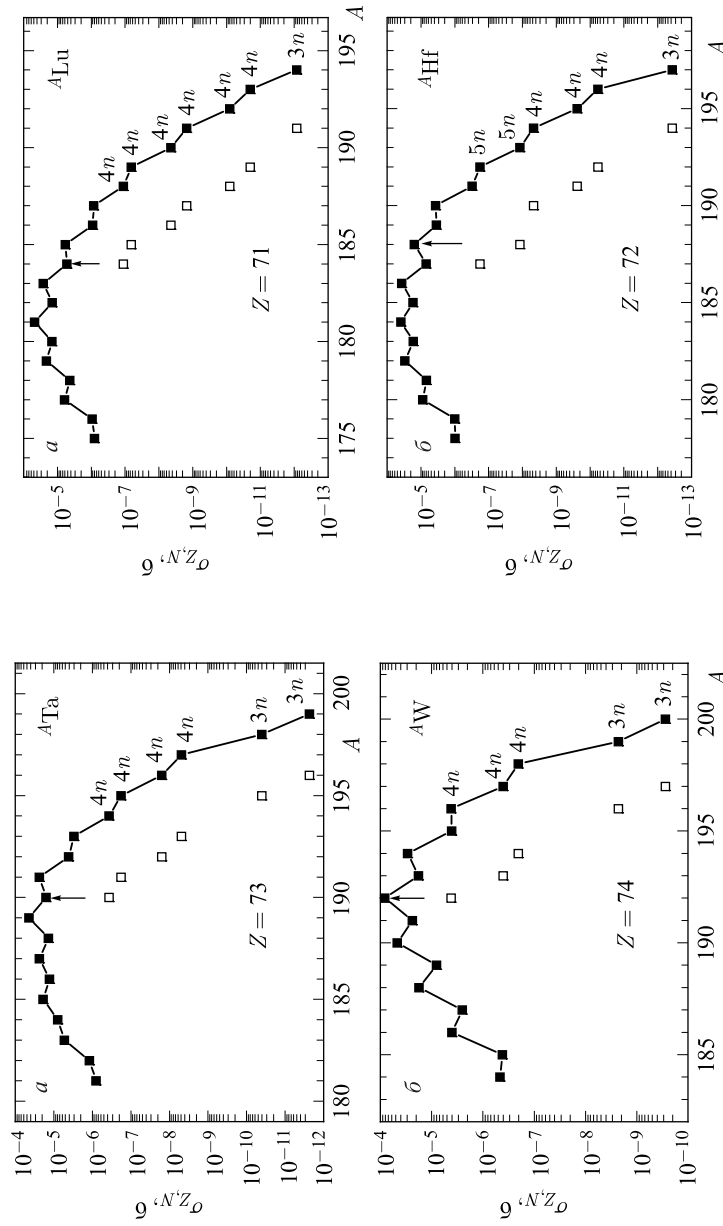 σ_{Z,N}, б
10⁻⁴
10⁻⁵
10⁻⁶
10⁻⁷
10⁻⁸
10⁻⁹
10⁻¹⁰
10⁻¹¹
10⁻¹²
а
ᴬTa
4n
4n
4n
4n
3n
3n
Z = 73
180 185 190 195 200
A
σ_{Z,N}, б
10⁻⁴
10⁻⁵
10⁻⁶
10⁻⁷
10⁻⁸
10⁻⁹
10⁻¹⁰
б
ᴬW
4n
4n
4n
3n
3n
Z = 74
185 190 195 200
A
σ_{Z,N}, б
10⁻⁵
10⁻⁷
10⁻⁹
10⁻¹¹
10⁻¹³
а
ᴬLu
4n
4n
4n
4n
4n
4n
3n
Z = 71
175 180 185 190 195
A
σ_{Z,N}, б
10⁻⁵
10⁻⁷
10⁻⁹
10⁻¹¹
10⁻¹³
б
ᴬHf
5n
5n
4n
4n
4n
3n
Z = 72
180 185 190 195
A